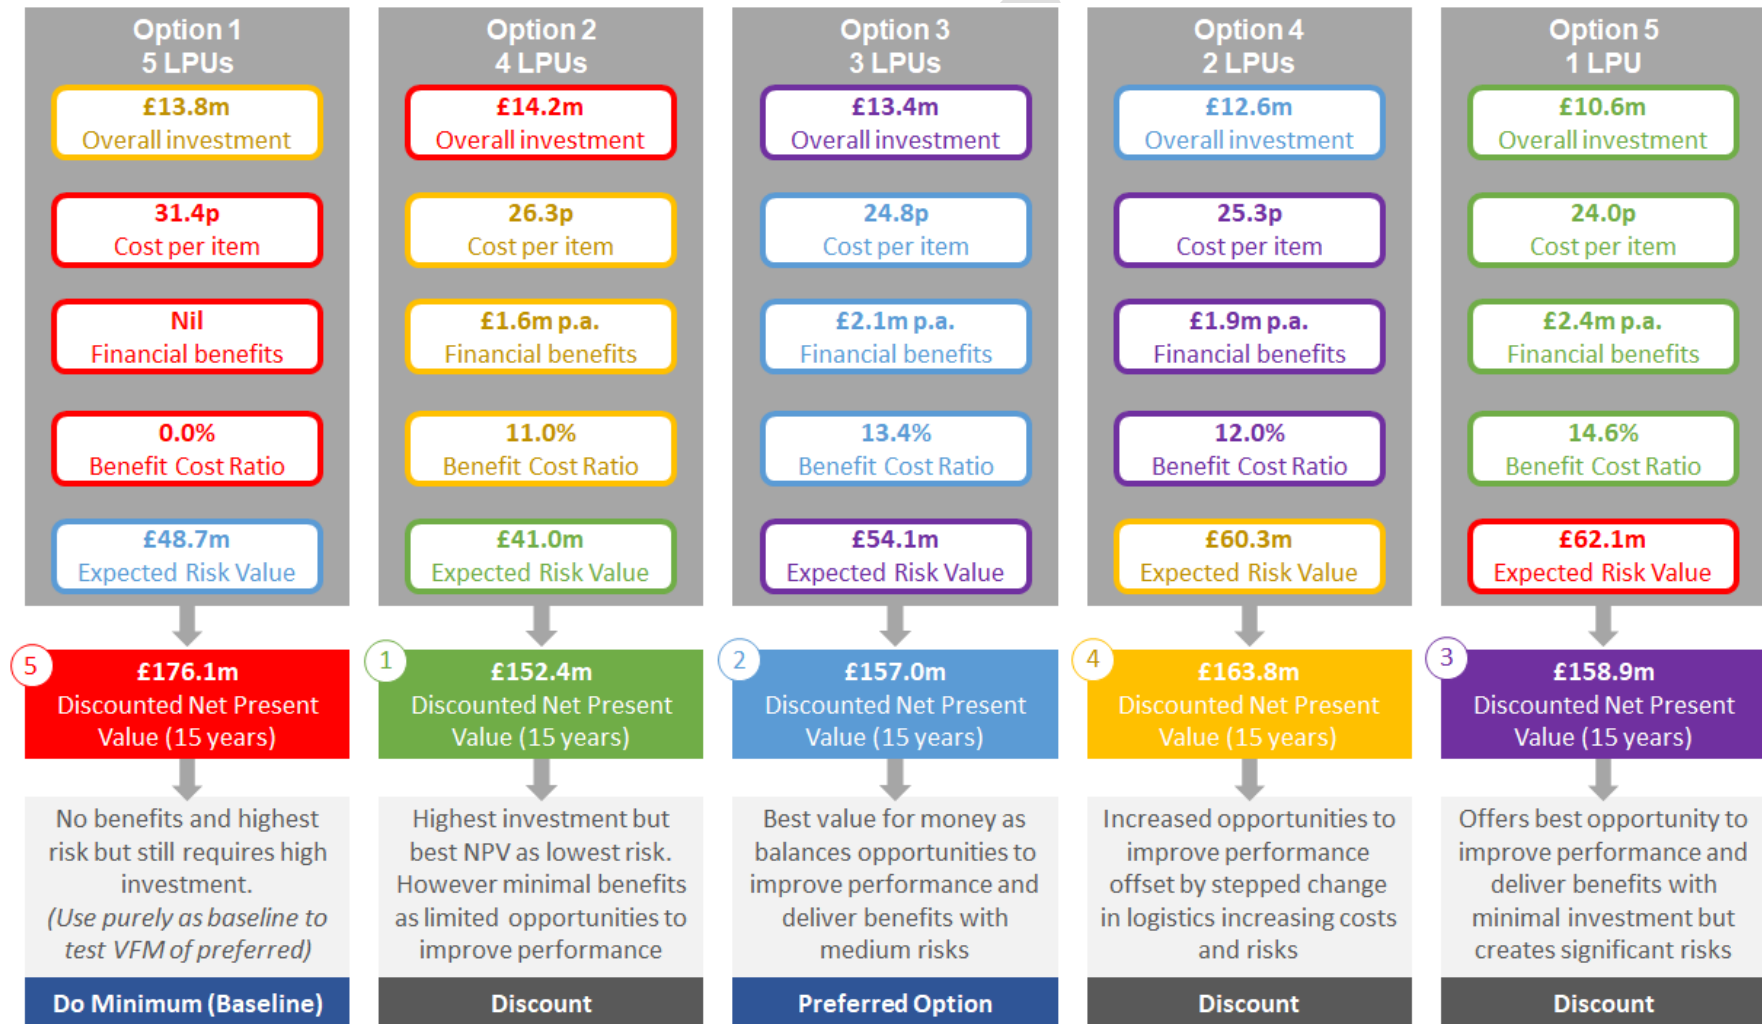 Option 1
5 LPUs
£13.8m
Overall investment
31.4p
Cost per item
Nil
Financial benefits
0.0%
Benefit Cost Ratio
£48.7m
Expected Risk Value
5
£176.1m
Discounted Net Present
Value (15 years)
No benefits and highest
risk but still requires high
investment.
(Use purely as baseline to
test VFM of preferred)
Do Minimum (Baseline)
Option 2
4 LPUs
£14.2m
Overall investment
26.3p
Cost per item
£1.6m p.a.
Financial benefits
11.0%
Benefit Cost Ratio
£41.0m
Expected Risk Value
1
£152.4m
Discounted Net Present
Value (15 years)
Highest investment but
best NPV as lowest risk.
However minimal benefits
as limited opportunities to
improve performance
Discount
Option 3
3 LPUs
£13.4m
Overall investment
24.8p
Cost per item
£2.1m p.a.
Financial benefits
13.4%
Benefit Cost Ratio
£54.1m
Expected Risk Value
2
£157.0m
Discounted Net Present
Value (15 years)
Best value for money as
balances opportunities to
improve performance and
deliver benefits with
medium risks
Preferred Option
Option 4
2 LPUs
£12.6m
Overall investment
25.3p
Cost per item
£1.9m p.a.
Financial benefits
12.0%
Benefit Cost Ratio
£60.3m
Expected Risk Value
4
£163.8m
Discounted Net Present
Value (15 years)
Increased opportunities to
improve performance
offset by stepped change
in logistics increasing costs
and risks
Discount
Option 5
1 LPU
£10.6m
Overall investment
24.0p
Cost per item
£2.4m p.a.
Financial benefits
14.6%
Benefit Cost Ratio
£62.1m
Expected Risk Value
3
£158.9m
Discounted Net Present
Value (15 years)
Offers best opportunity to
improve performance and
deliver benefits with
minimal investment but
creates significant risks
Discount